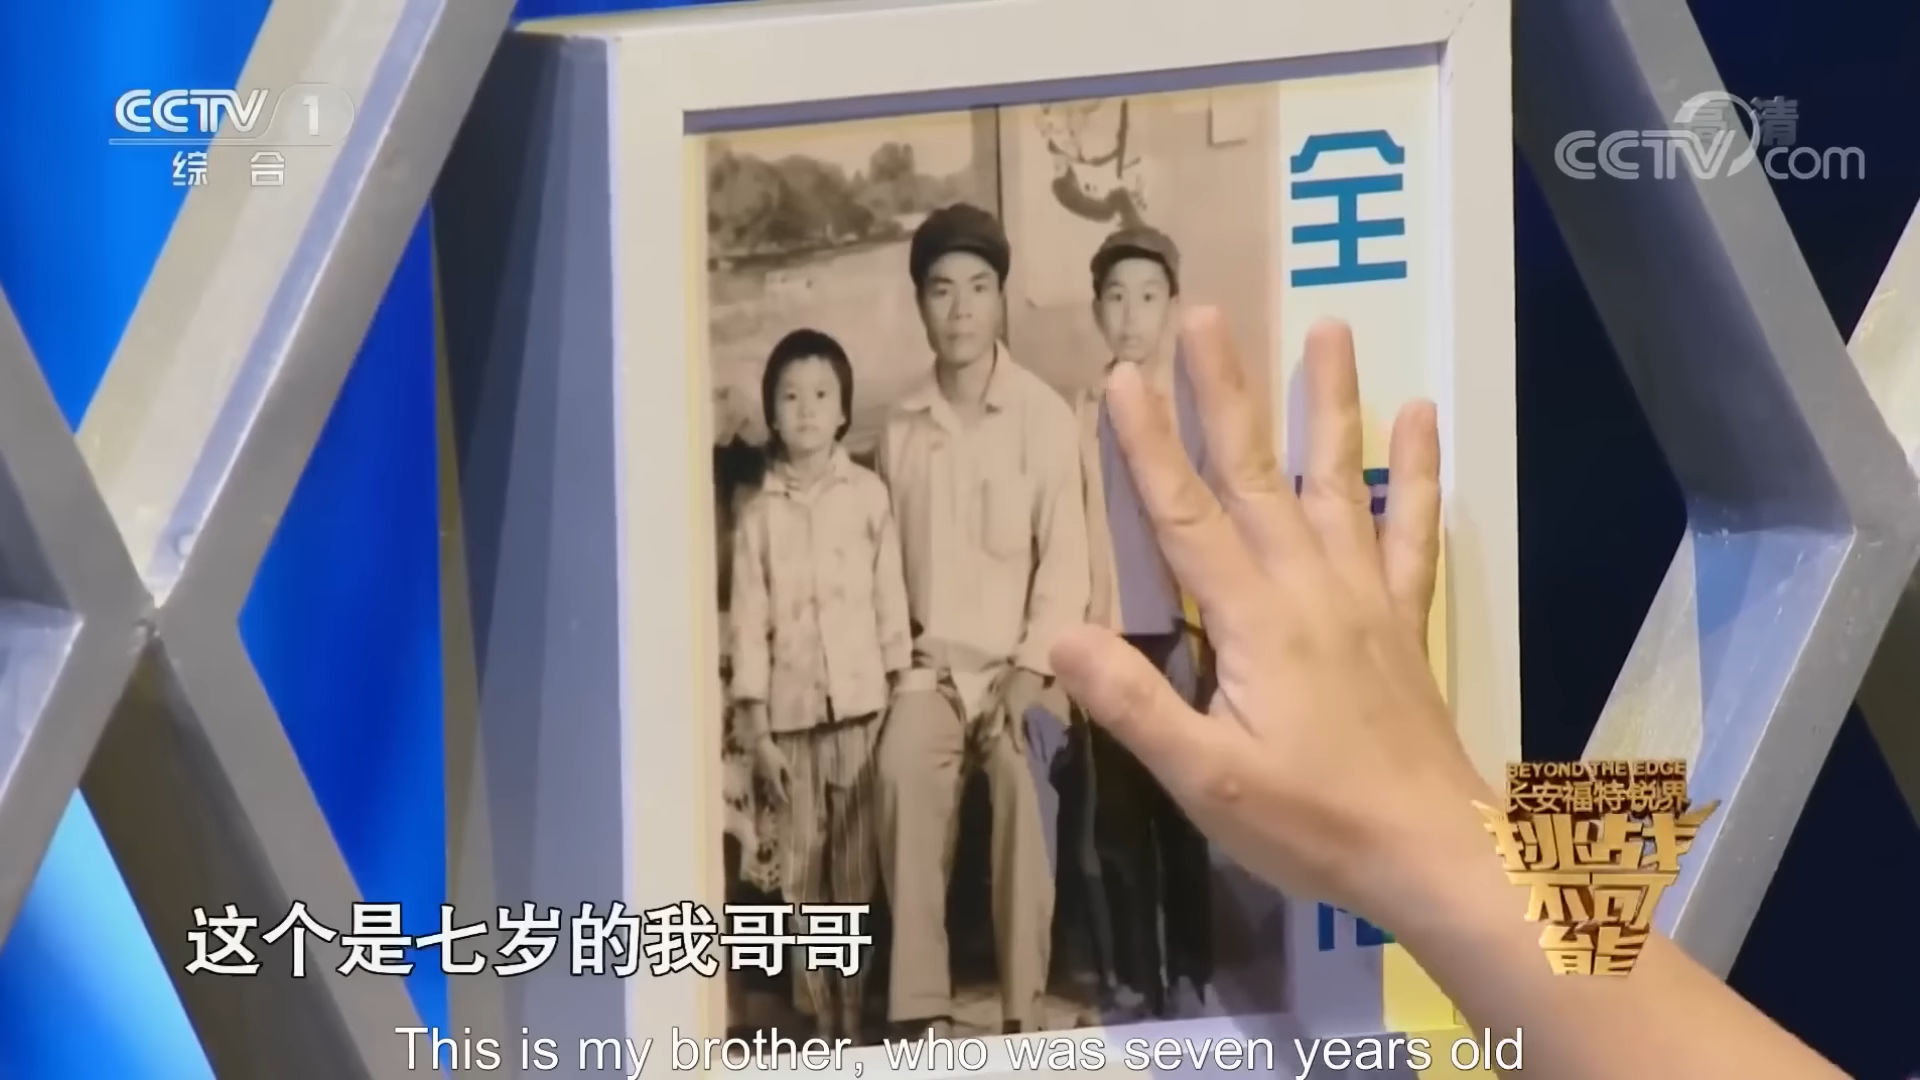 CCTV 1
综合
高清
CCTV.com
全
BEYOND THE EDGE
长安福特锐界
挑战
不可
能
这个是七岁的我哥哥
This is my brother, who was seven years old